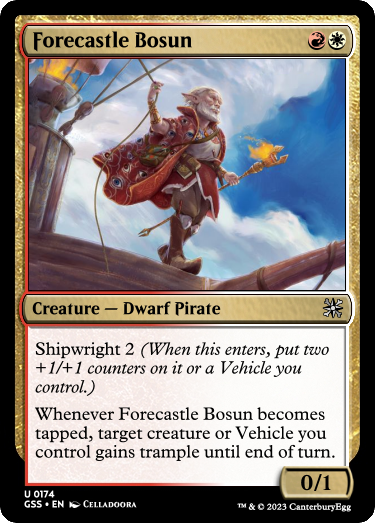 Forecastle Bosun
Creature — Dwarf Pirate
Shipwright 2 (When this enters, put two
+1/+1 counters on it or a Vehicle you
control.)
Whenever Forecastle Bosun becomes
tapped, target creature or Vehicle you
control gains trample until end of turn.
0/1
U 0174
GSS • EN Celladoora
™ & © 2023 CanterburyEgg